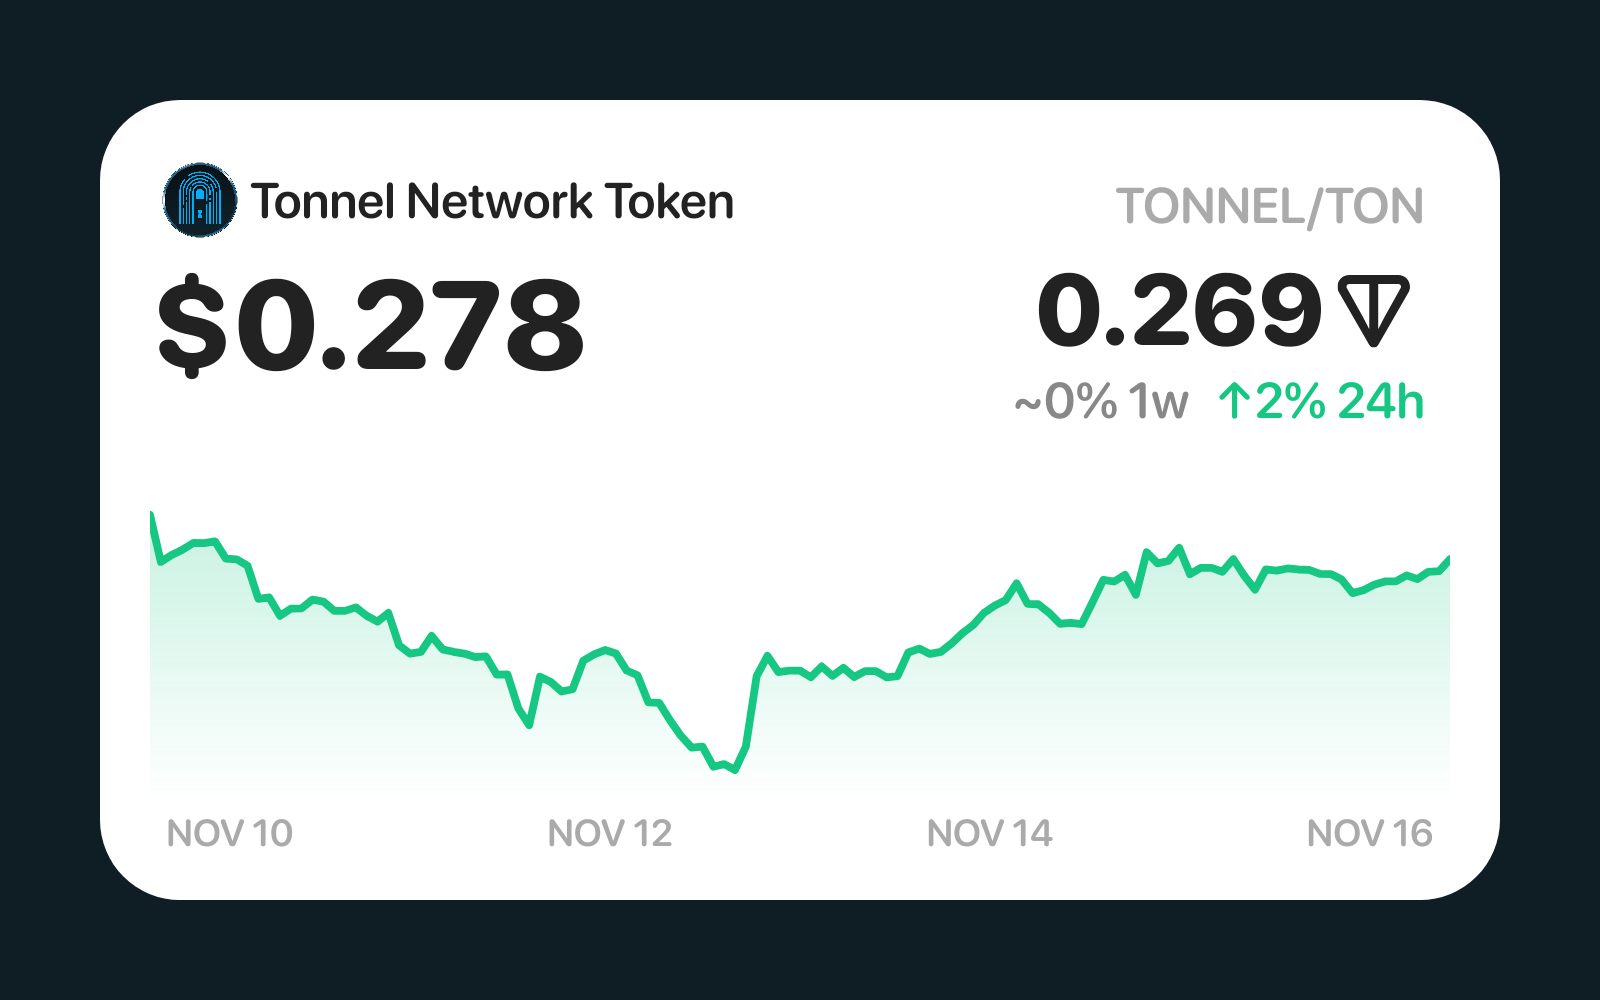 Tonnel Network Token
TONNEL/TON
$0.278
0.269
~0% 1w ↑2% 24h
NOV 10 NOV 12 NOV 14 NOV 16